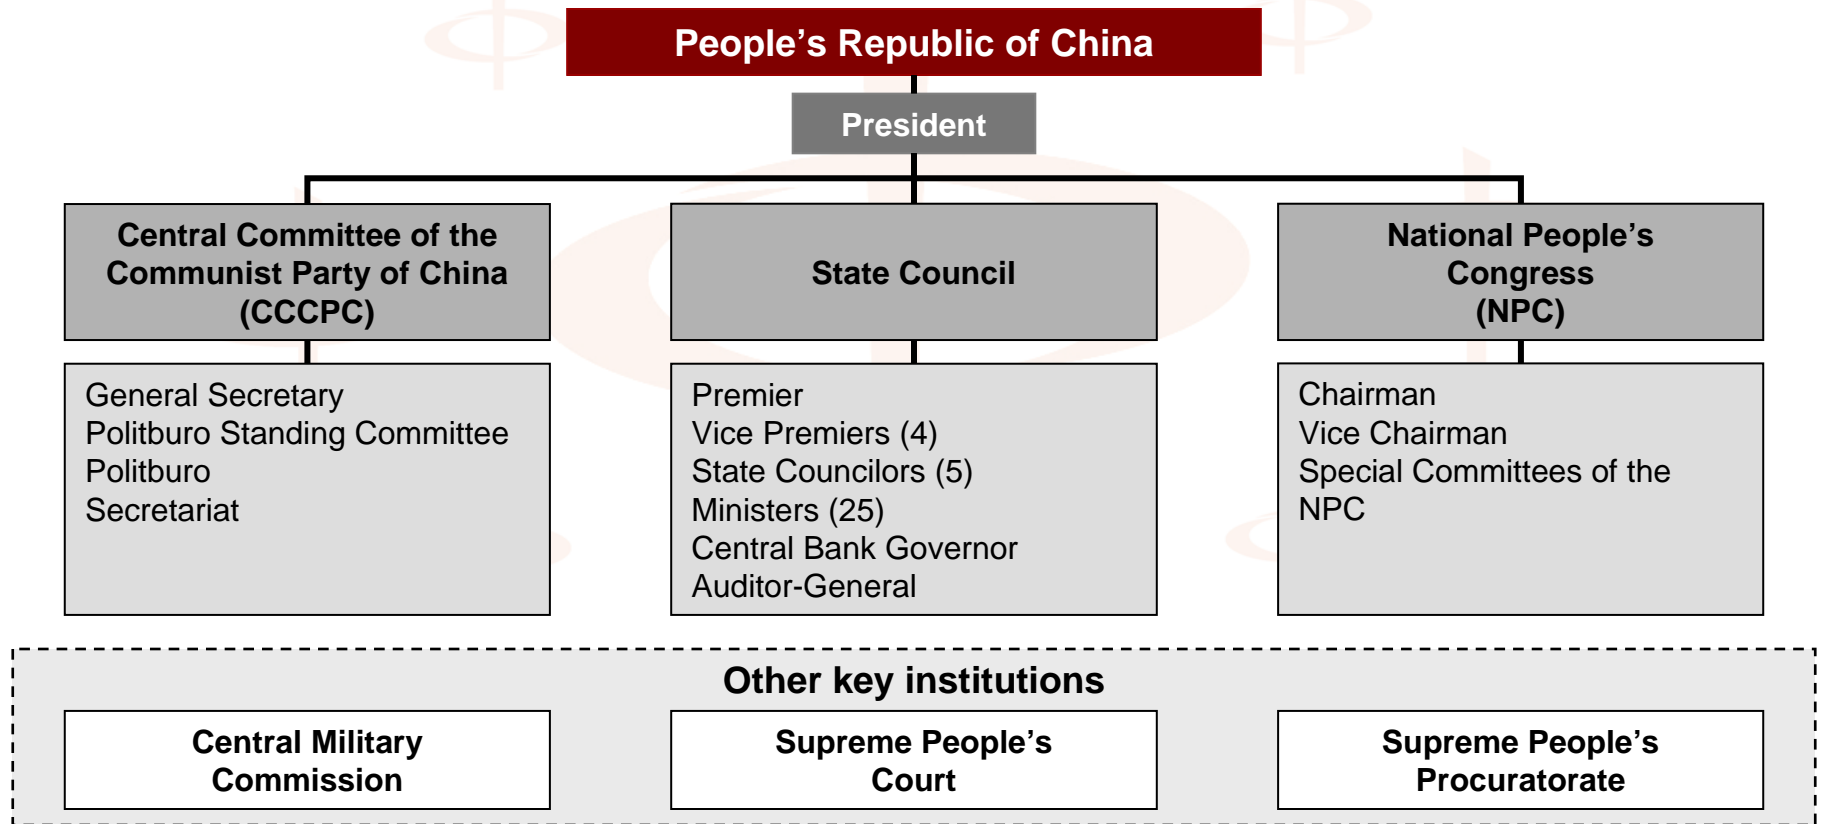 People’s Republic of China
President
Central Committee of the
Communist Party of China
(CCCPC)
State Council
National People’s
Congress
(NPC)
General Secretary
Politburo Standing Committee
Politburo
Secretariat
Premier
Vice Premiers (4)
State Councilors (5)
Ministers (25)
Central Bank Governor
Auditor-General
Chairman
Vice Chairman
Special Committees of the
NPC
Other key institutions
Central Military
Commission
Supreme People’s
Court
Supreme People’s
Procuratorate